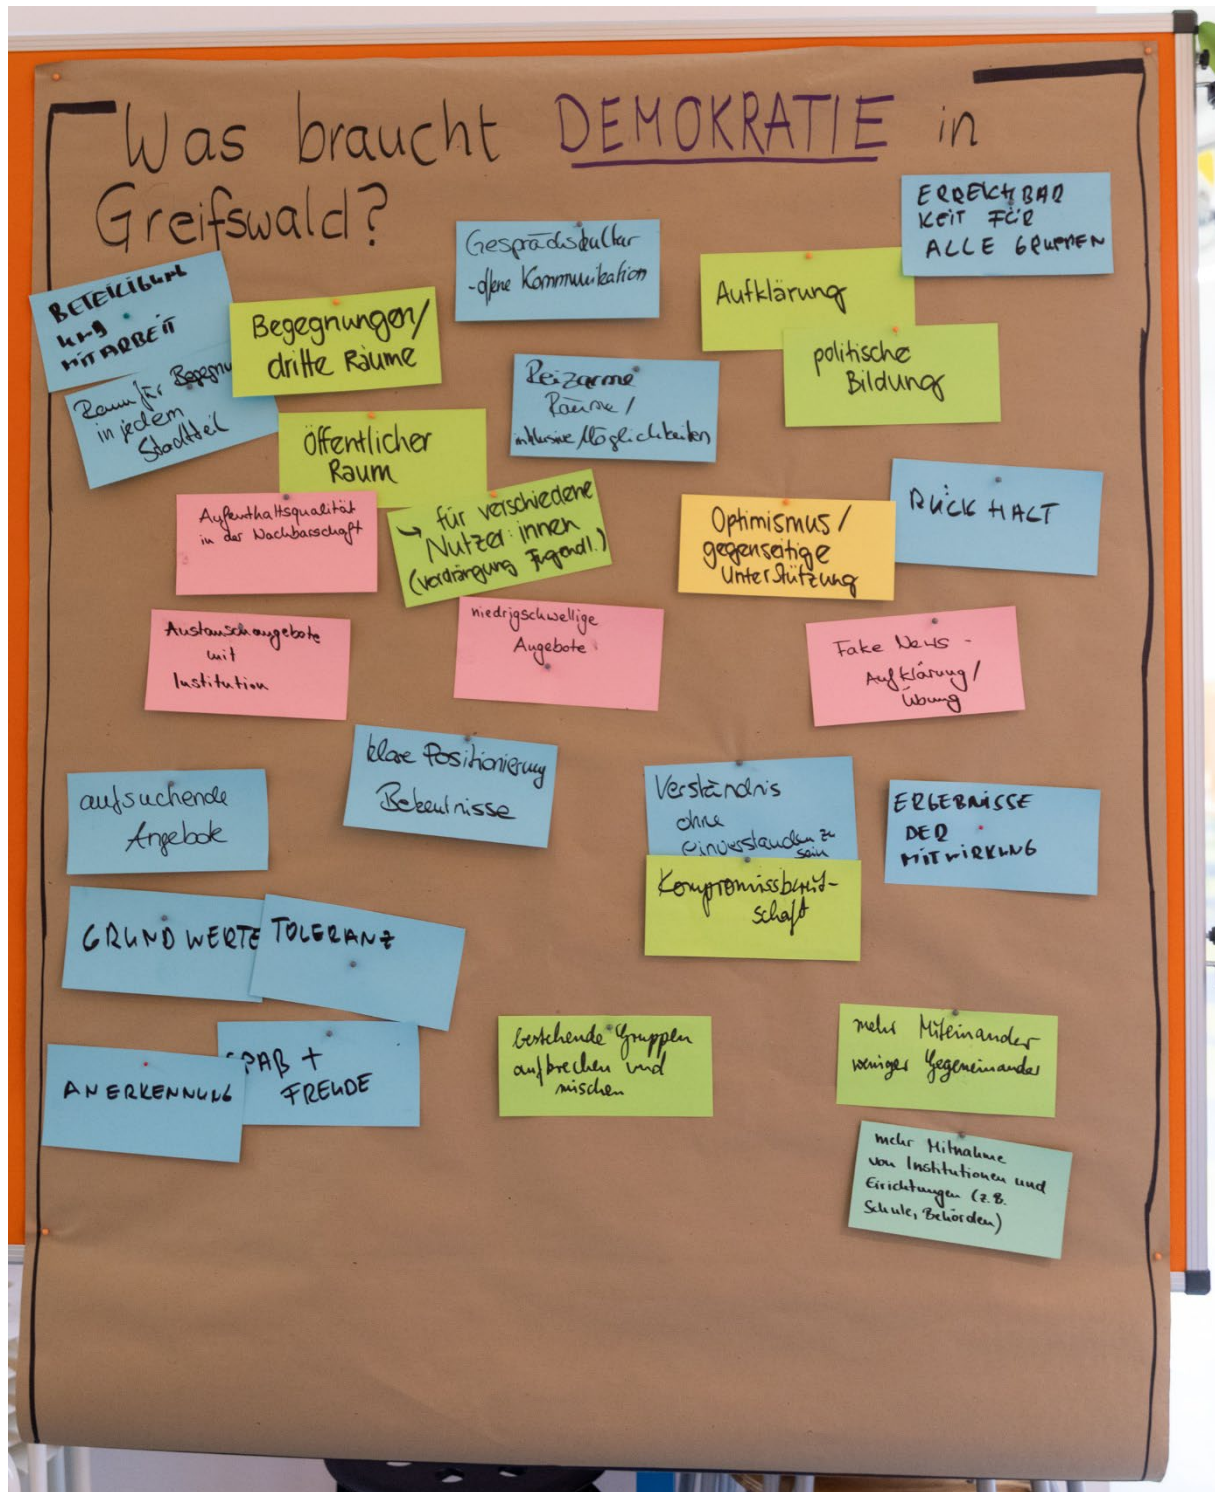 Was braucht DEMOKRATIE in
Greifswald?
ERREICHBAR
KEIT FÜR
ALLE GRUPPEN
Gesprächskultur
-offene Kommunikation
Aufklärung
politische
Bildung
BETEILIGUNG
UND
MITARBEIT
Begegnungen/
dritte Räume
Raum für Begegnu
in jedem
Stadtteil
Reizarme
Räume/
inklusive Möglichkeiten
Öffentlicher
Raum
Aufenthaltsqualität
in der Nachbarschaft
→ für verschiedene
Nutzer:innen
(verdrängung Jugendl.)
Optimismus/
gegenseitige
Unterstützung
RÜCKHALT
Austauschangebote
mit
Institution
niedrigschwellige
Angebote
Fake News -
Aufklärung/
Übung
klare Positionierung
Bekentnisse
aufsuchende
Angebote
Verständnis
ohne
einverstanden zu
sein
ERGEBNISSE
DER
MITWIRKUNG
Kompromissbereit-
schaft
GRUNDWERTE
TOLERANZ
SPAß +
FREUDE
ANERKENNUNG
bestehende Gruppen
aufbrechen und
mischen
mehr Miteinander
weniger Gegeneinander
mehr Mitnahme
von Institutionen und
Eirichtungen (z.B.
Schule, Behörden)